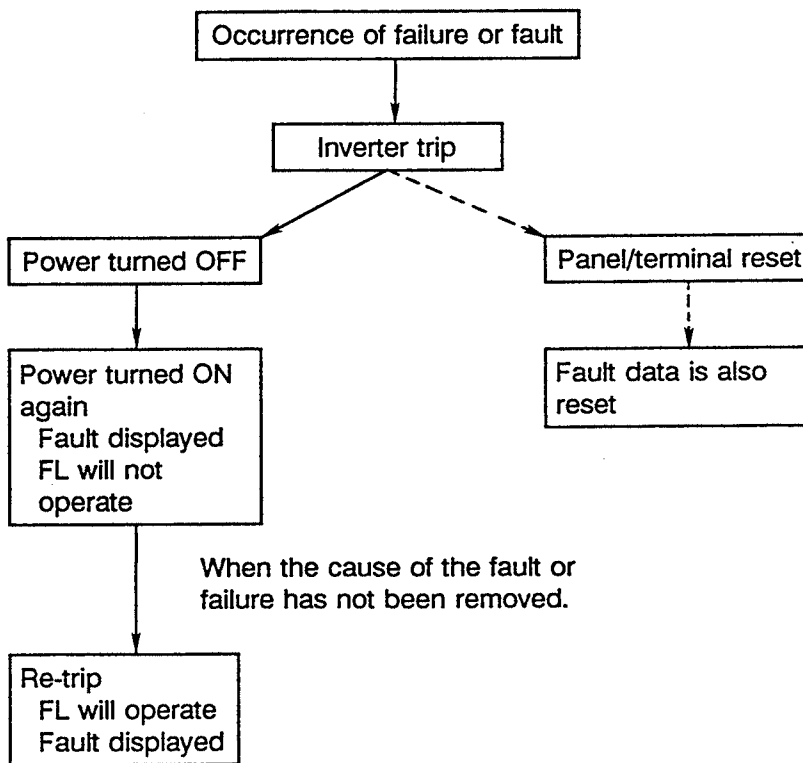 Occurrence of failure or fault
Inverter trip
Power turned OFF
Panel/terminal reset
Power turned ON
again
Fault displayed
FL will not
operate
Fault data is also
reset
When the cause of the fault or
failure has not been removed.
Re-trip
FL will operate
Fault displayed